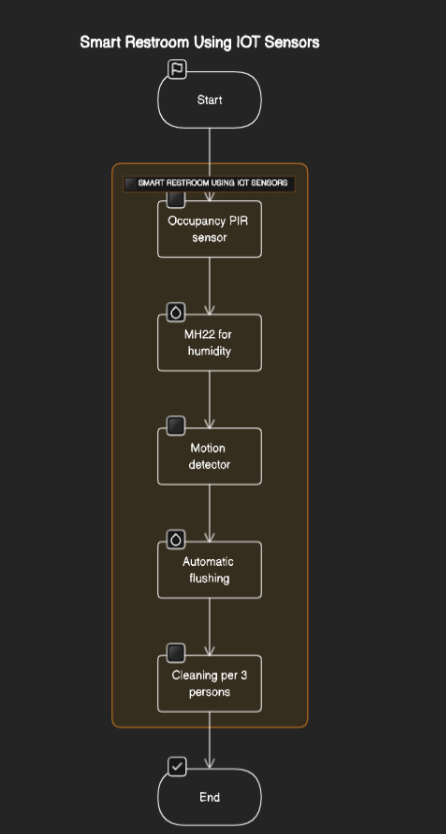 Smart Restroom Using IOT Sensors
Start
SMART RESTROOM USING IOT SENSORS
Occupancy PIR
sensor
MH22 for
humidity
Motion
detector
Automatic
flushing
Cleaning per 3
persons
End